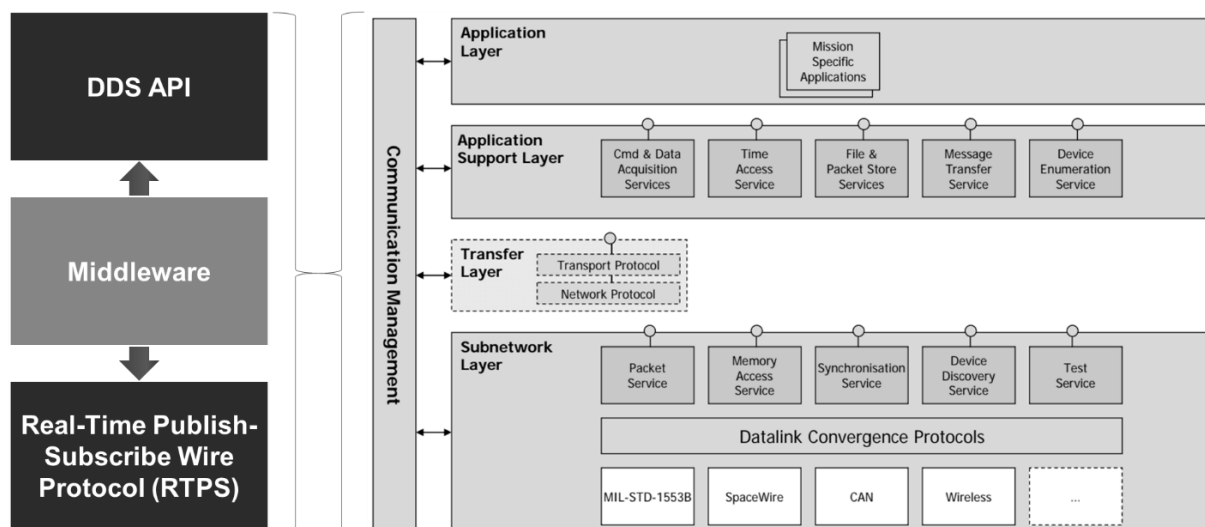 DDS API
Middleware
Real-Time Publish-
Subscribe Wire
Protocol (RTPS)
Communication Management
Application
Layer
Mission
Specific
Applications
Application
Support Layer
Cmd & Data
Acquisition
Services
Time
Access
Service
File &
Packet Store
Services
Message
Transfer
Service
Device
Enumeration
Service
Transfer
Layer
Transport Protocol
Network Protocol
Subnetwork
Layer
Packet
Service
Memory
Access
Service
Synchronisation
Service
Device
Discovery
Service
Test
Service
Datalink Convergence Protocols
MIL-STD-1553B
SpaceWire
CAN
Wireless
...